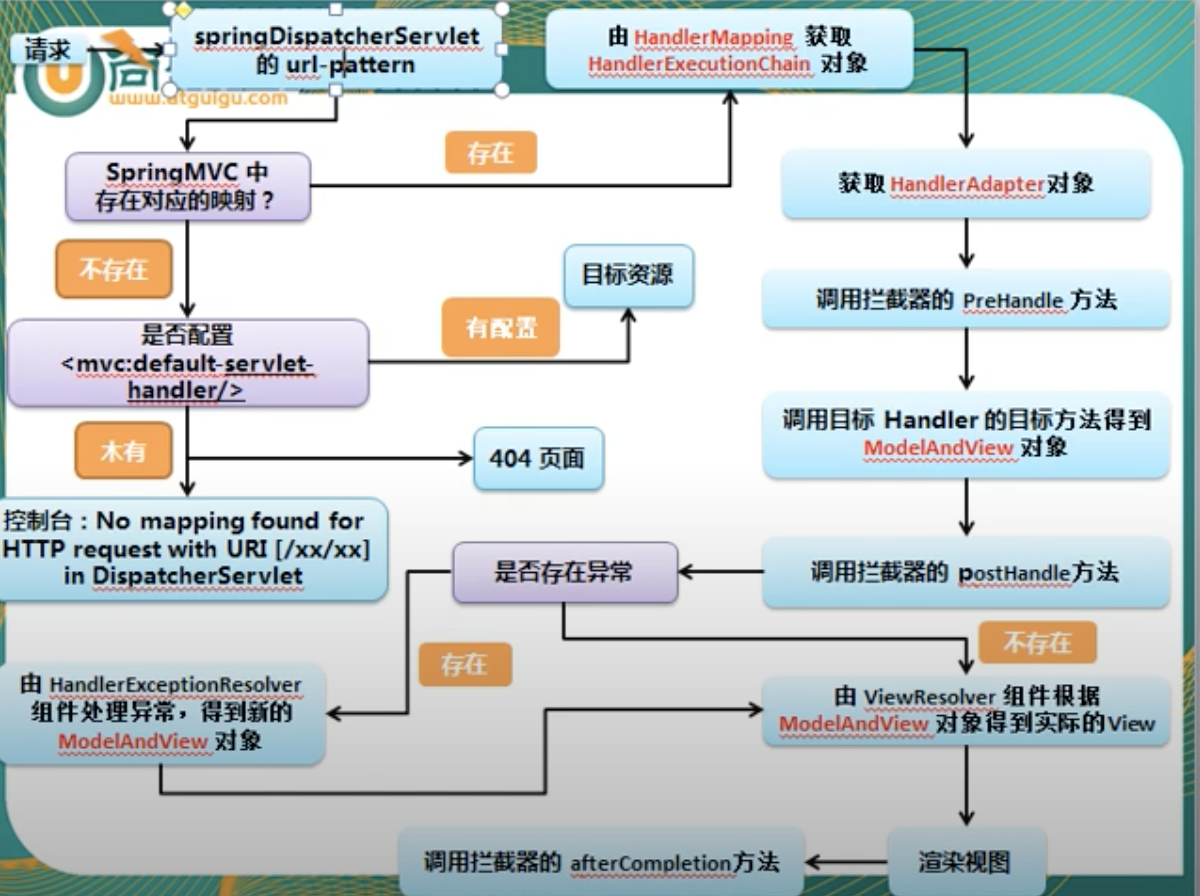 请求
springDispatcherServlet
的 url-pattern
由 HandlerMapping 获取
HandlerExecutionChain 对象
www.atguigu.com
SpringMVC 中
存在对应的映射？
存在
获取 HandlerAdapter对象
不存在
目标资源
调用拦截器的 PreHandle 方法
是否配置
<mvc:default-servlet-
handler/>
有配置
调用目标 Handler 的目标方法得到
ModelAndView 对象
木有
404 页面
控制台：No mapping found for
HTTP request with URI [/xx/xx]
in DispatcherServlet
是否存在异常
调用拦截器的 postHandle方法
存在
不存在
由 HandlerExceptionResolver
组件处理异常，得到新的
ModelAndView 对象
由 ViewResolver 组件根据
ModelAndView 对象得到实际的View
调用拦截器的 afterCompletion方法
渲染视图